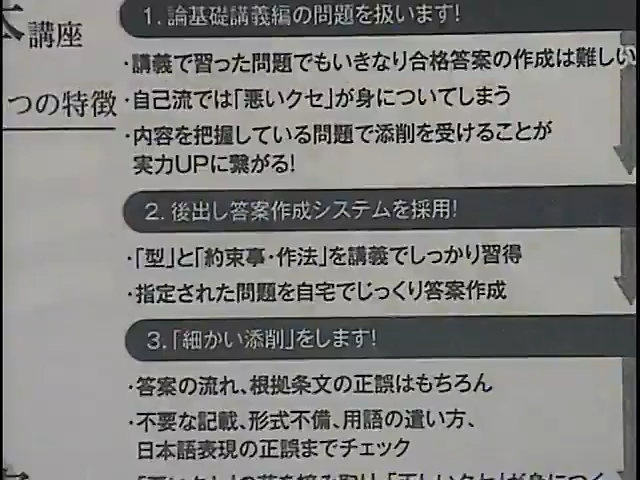 講座
つの特徴
1. 論基礎講義編の問題を扱います!
・講義で習った問題でもいきなり合格答案の作成は難しい
・自己流では「悪いクセ」が身についてしまう
・内容を把握している問題で添削を受けることが
実力UPに繋がる!
2. 後出し答案作成システムを採用!
・「型」と「約束事・作法」を講義でしっかり習得
・指定された問題を自宅でじっくり答案作成
3.「細かい添削」をします!
・答案の流れ、根拠条文の正誤はもちろん
・不要な記載、形式不備、用語の遣い方、
日本語表現の正誤までチェック